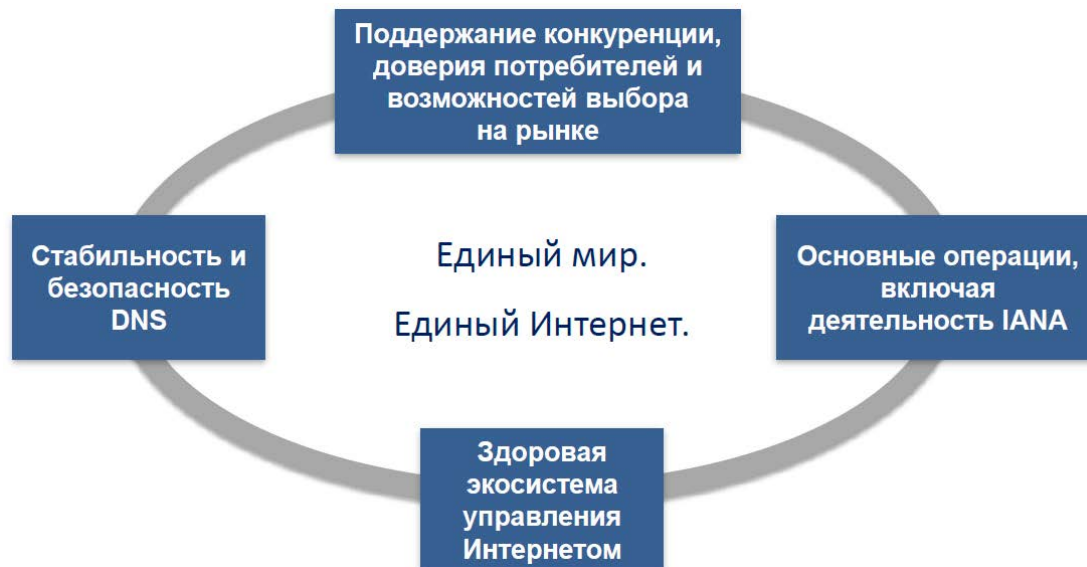 Поддержание конкуренции,
доверия потребителей и
возможностей выбора
на рынке
Стабильность и
безопасность
DNS
Единый мир.
Единый Интернет.
Основные операции,
включая
деятельность IANA
Здоровая
экосистема
управления
Интернетом